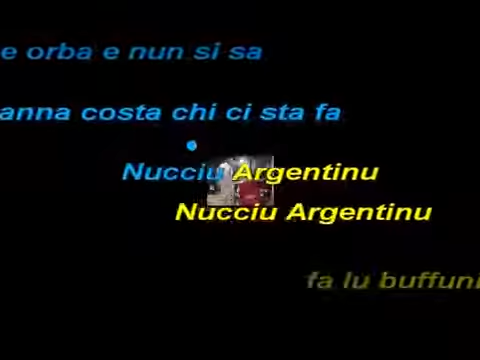 e orba e nun si sa
anna costa chi ci sta fa
Nucciu Argentinu
Nucciu Argentinu
fa lu buffuni